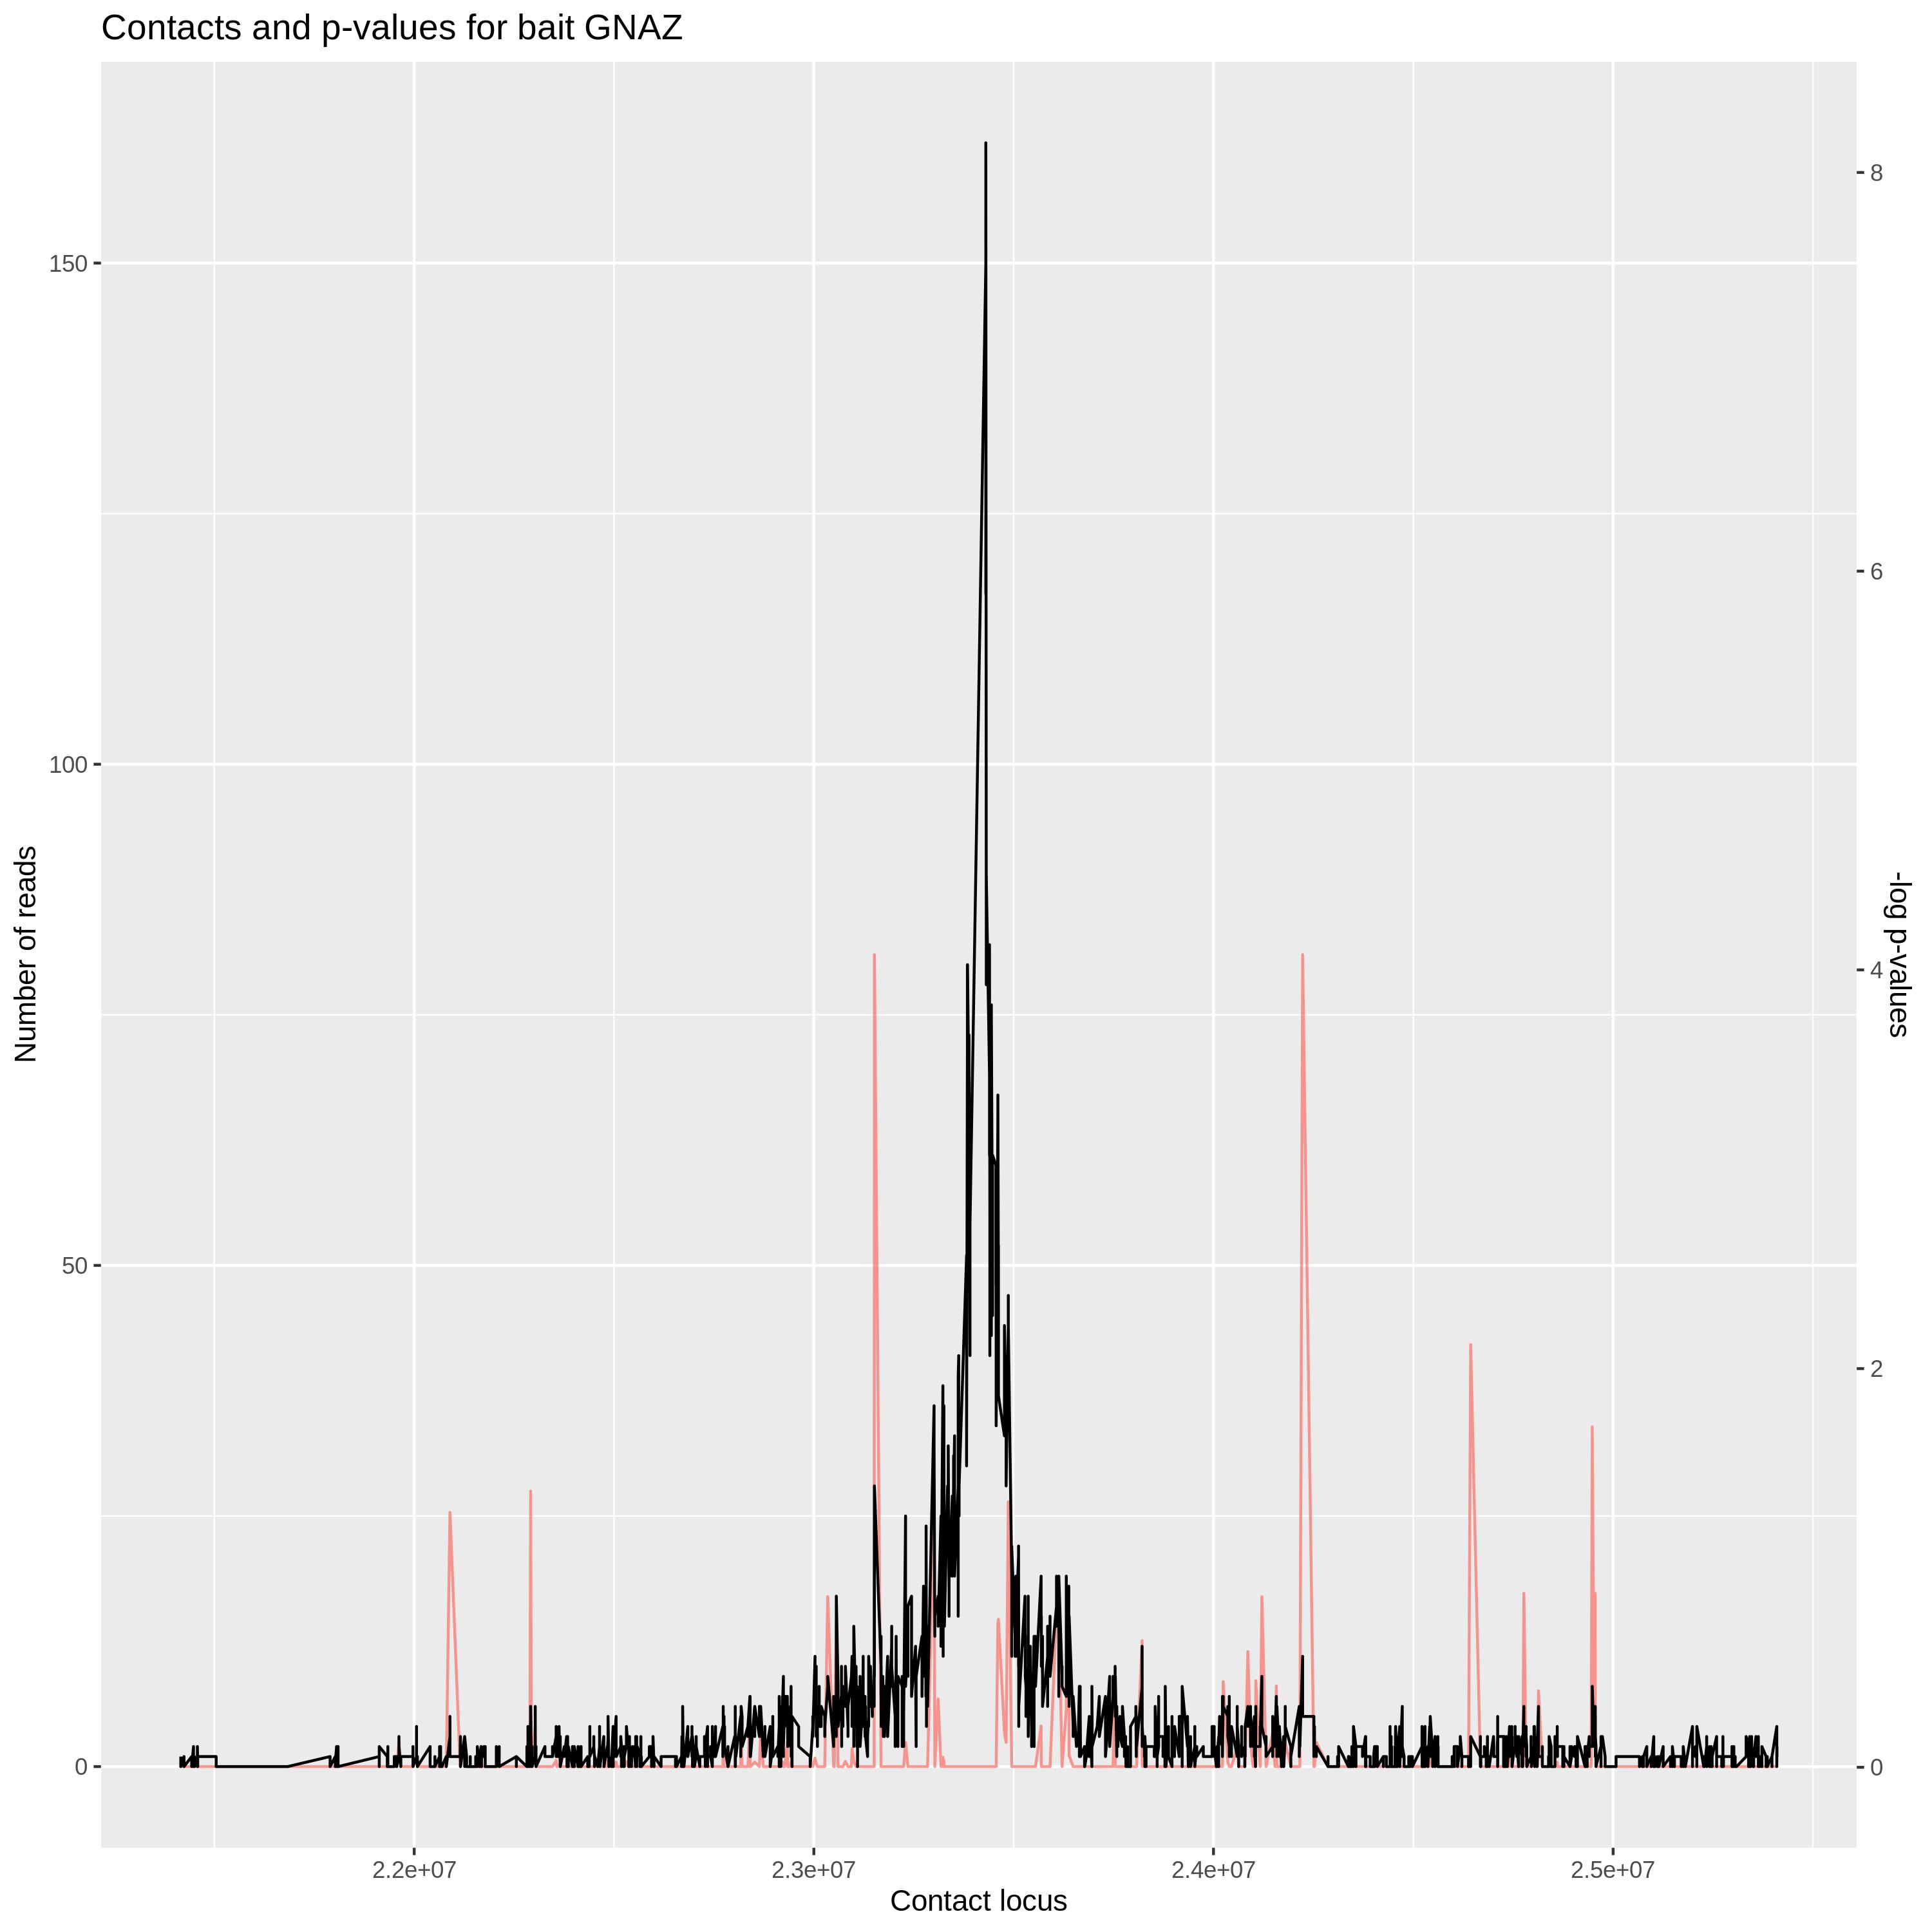 Contacts and p-values for bait GNAZ
150
100
50
0
8
6
4
2
0
Number of reads
-log p-values
2.2e+07
2.3e+07
2.4e+07
2.5e+07
Contact locus